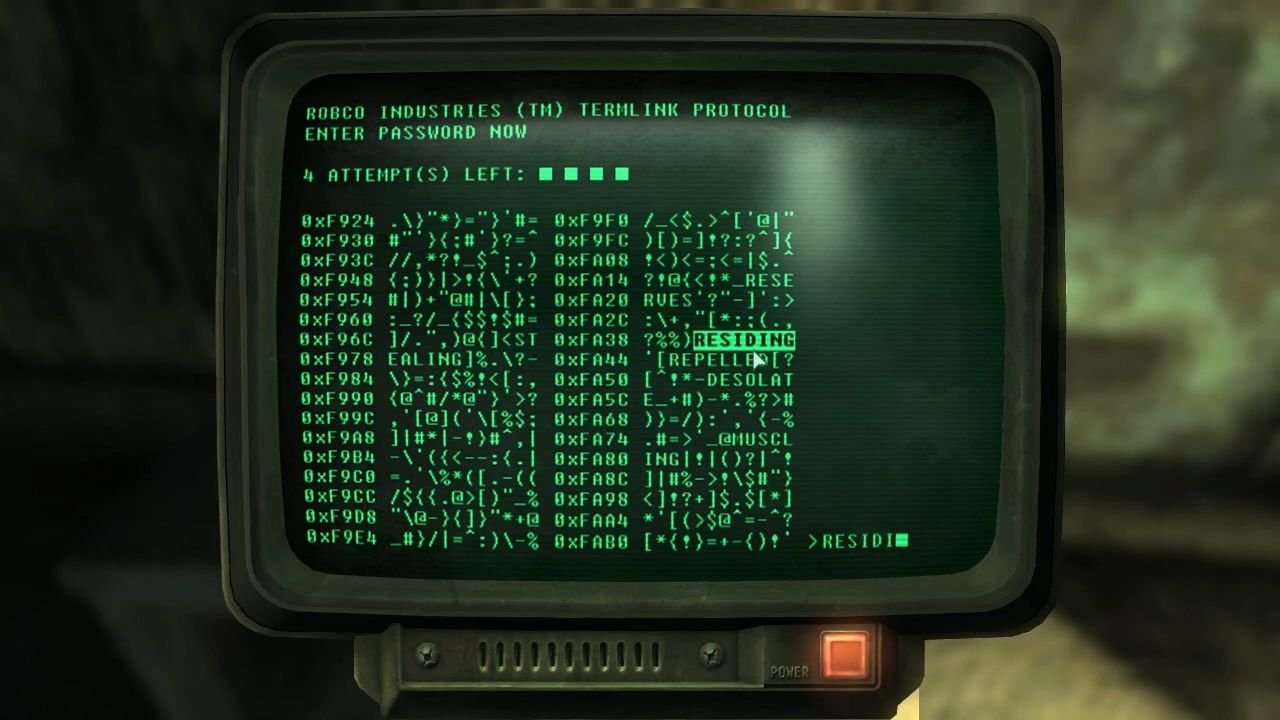 ROBCO INDUSTRIES (TM) TERMLINK PROTOCOL
ENTER PASSWORD NOW
4 ATTEMPT(S) LEFT: ■ ■ ■ ■
0xF924 .\}"*}="}'#= 0xF9F0 /_<$.>^['@|"
0xF930 #"'}{;#'}?=^ 0xF9FC )[)=]!?:?^]{
0xF93C //,*?!_$^;.) 0xFA08 !<)<=;<=|$.^
0xF948 {;)}|>!{\'+? 0xFA14 ?!@{<!*_RESE
0xF954 #|)+"@#|\[}; 0xFA20 RVES'?"-]':>
0xF960 :_?/_{$$!$#= 0xFA2C :\+,"[*:;(.,
0xF96C ]/.",)@{]<ST 0xFA38 ?%%)RESIDING
0xF978 EALING]%.\?- 0xFA44 '[REPELLED[?
0xF984 \}=:{$%!<[:, 0xFA50 [^!*-DESOLAT
0xF990 {@^#/*@"}'>? 0xFA5C E_+#)-*.%?>#
0xF99C ,'[@]('\[%$; 0xFA68 )}=/}:','{-%
0xF9A8 ]|#*|-!}#^,| 0xFA74 .#=>'_@MUSCL
0xF9B4 -\'({<--:{.| 0xFA80 ING|!|()?|^!
0xF9C0 =.'\%*([.-(( 0xFA8C ]|#%->!\$#"}
0xF9CC /${{.@>[)"_% 0xFA98 <]!?+]$.$[*]
0xF9D8 "\@-}{]}"*+@ 0xFAA4 *'[(>$@^=-^?
0xF9E4 _#}/|=^:)\-% 0xFAB0 [*{!}=+-{)!' >RESIDI■
POWER